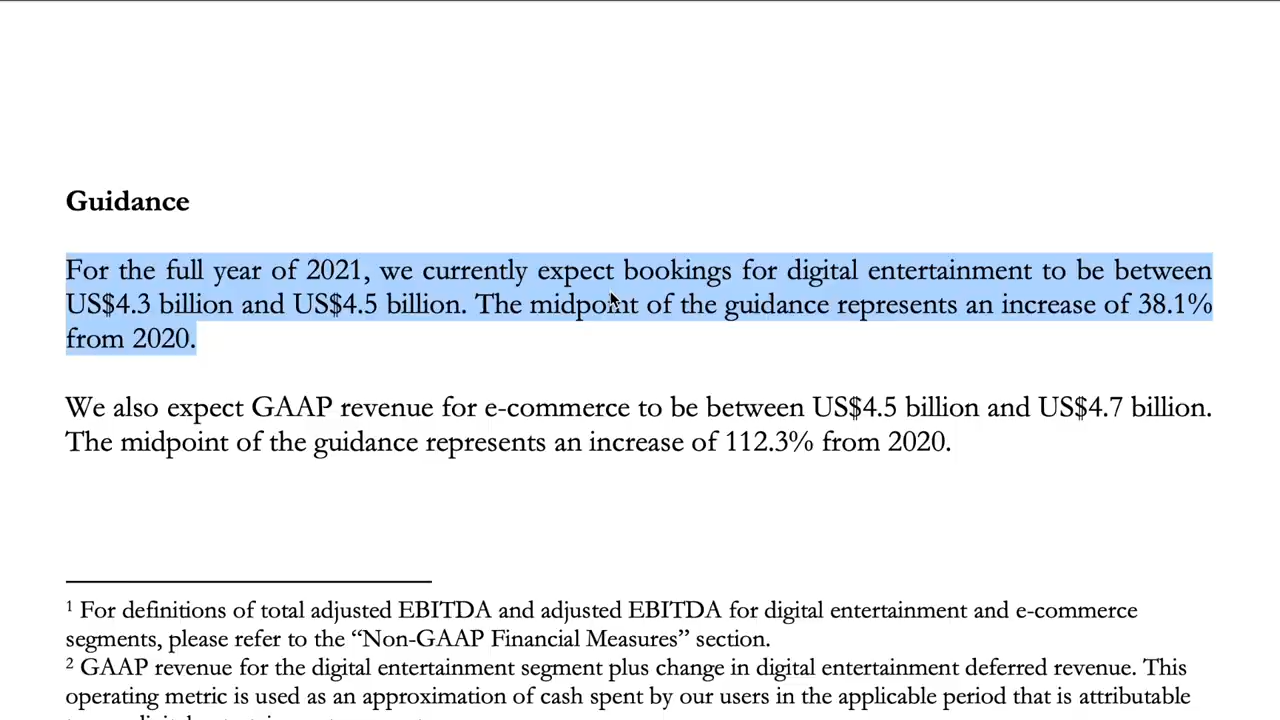 Guidance
For the full year of 2021, we currently expect bookings for digital entertainment to be between
US$4.3 billion and US$4.5 billion. The midpoint of the guidance represents an increase of 38.1%
from 2020.
We also expect GAAP revenue for e-commerce to be between US$4.5 billion and US$4.7 billion.
The midpoint of the guidance represents an increase of 112.3% from 2020.
¹ For definitions of total adjusted EBITDA and adjusted EBITDA for digital entertainment and e-commerce
segments, please refer to the “Non-GAAP Financial Measures” section.
² GAAP revenue for the digital entertainment segment plus change in digital entertainment deferred revenue. This
operating metric is used as an approximation of cash spent by our users in the applicable period that is attributable